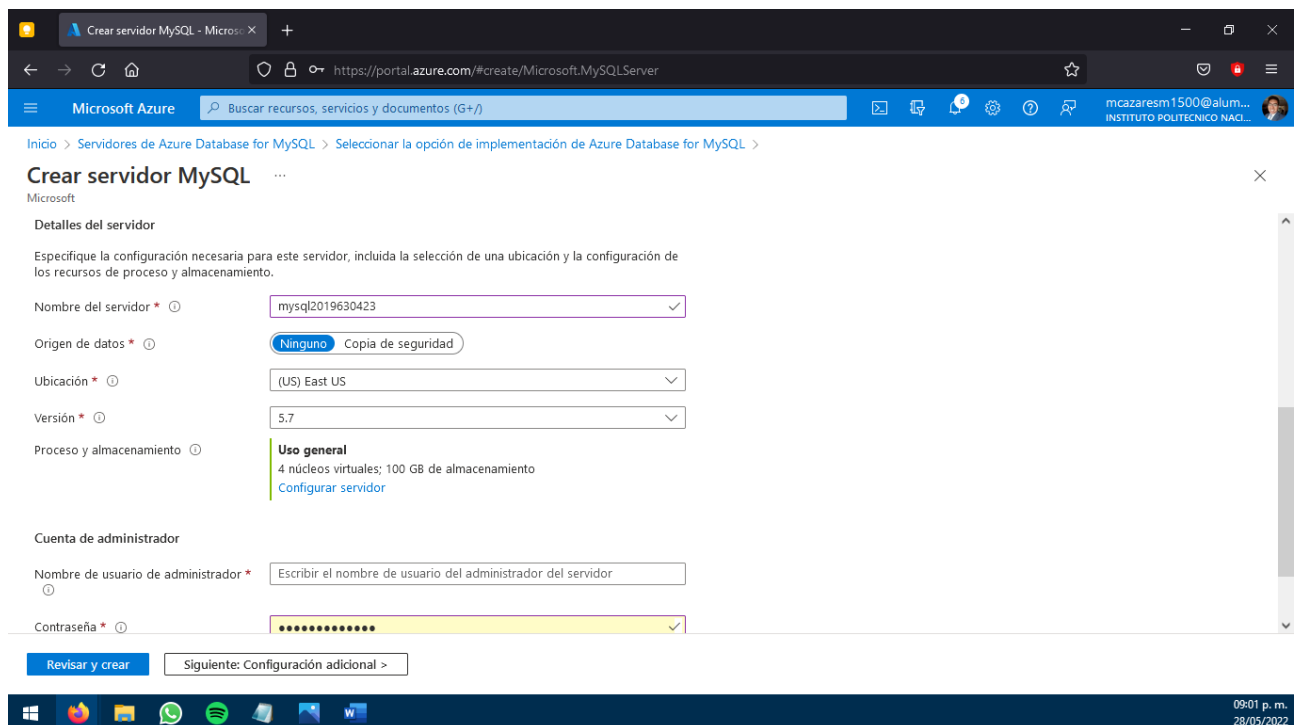 Crear servidor MySQL - Microso
https://portal.azure.com/#create/Microsoft.MySQLServer
Microsoft Azure
Buscar recursos, servicios y documentos (G+/)
6
mcazaresm1500@alum...
INSTITUTO POLITECNICO NACI...
Inicio > Servidores de Azure Database for MySQL > Seleccionar la opción de implementación de Azure Database for MySQL >
Crear servidor MySQL ...
Microsoft
Detalles del servidor
Especifique la configuración necesaria para este servidor, incluida la selección de una ubicación y la configuración de
los recursos de proceso y almacenamiento.
Nombre del servidor * mysql2019630423
Origen de datos * Ninguno Copia de seguridad
Ubicación * (US) East US
Versión * 5.7
Proceso y almacenamiento Uso general
4 núcleos virtuales; 100 GB de almacenamiento
Configurar servidor
Cuenta de administrador
Nombre de usuario de administrador * Escribir el nombre de usuario del administrador del servidor
Contraseña * •••••••••••••
Revisar y crear Siguiente: Configuración adicional >
09:01 p. m.
28/05/2022